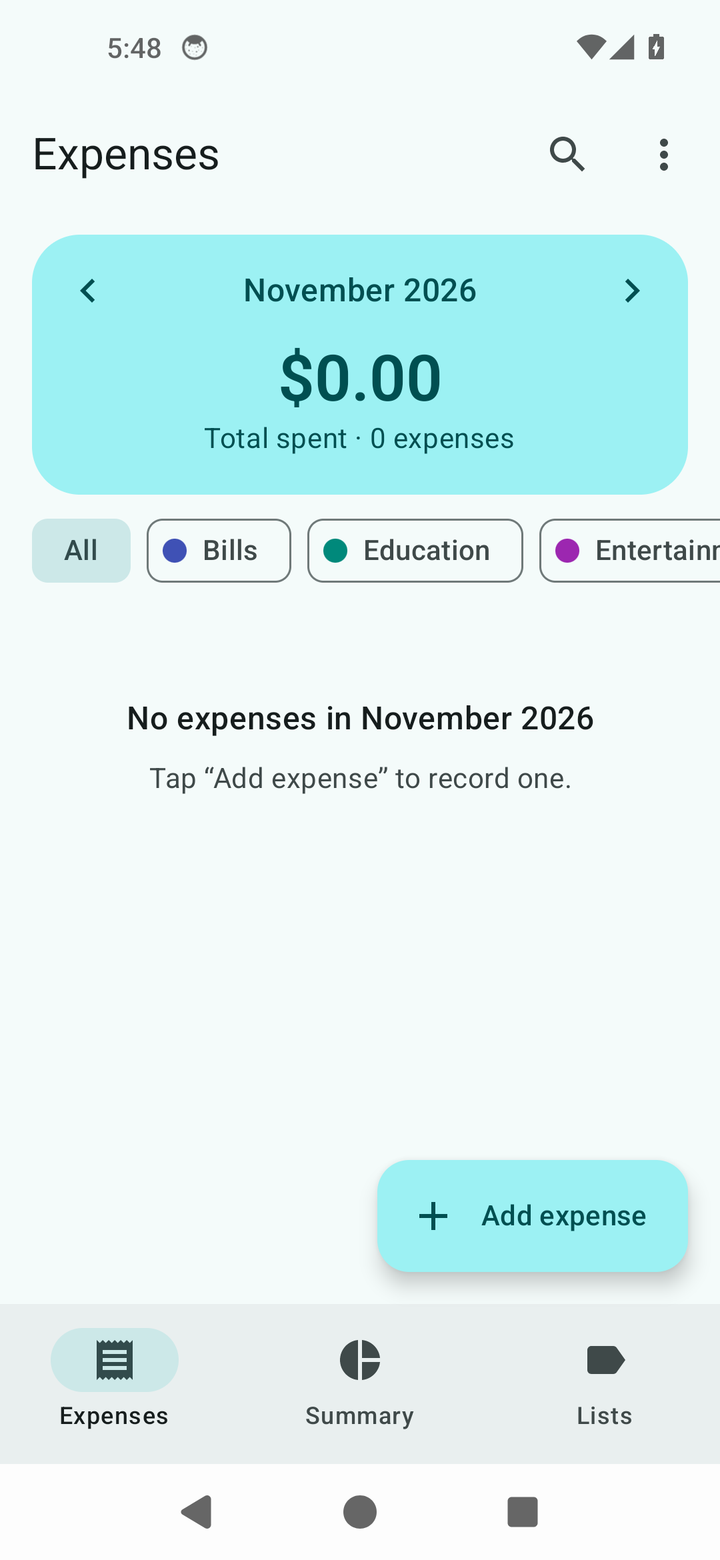 5:48
Expenses
November 2026
$0.00
Total spent · 0 expenses
All
Bills
Education
Entertainm
No expenses in November 2026
Tap “Add expense” to record one.
Add expense
Expenses
Summary
Lists